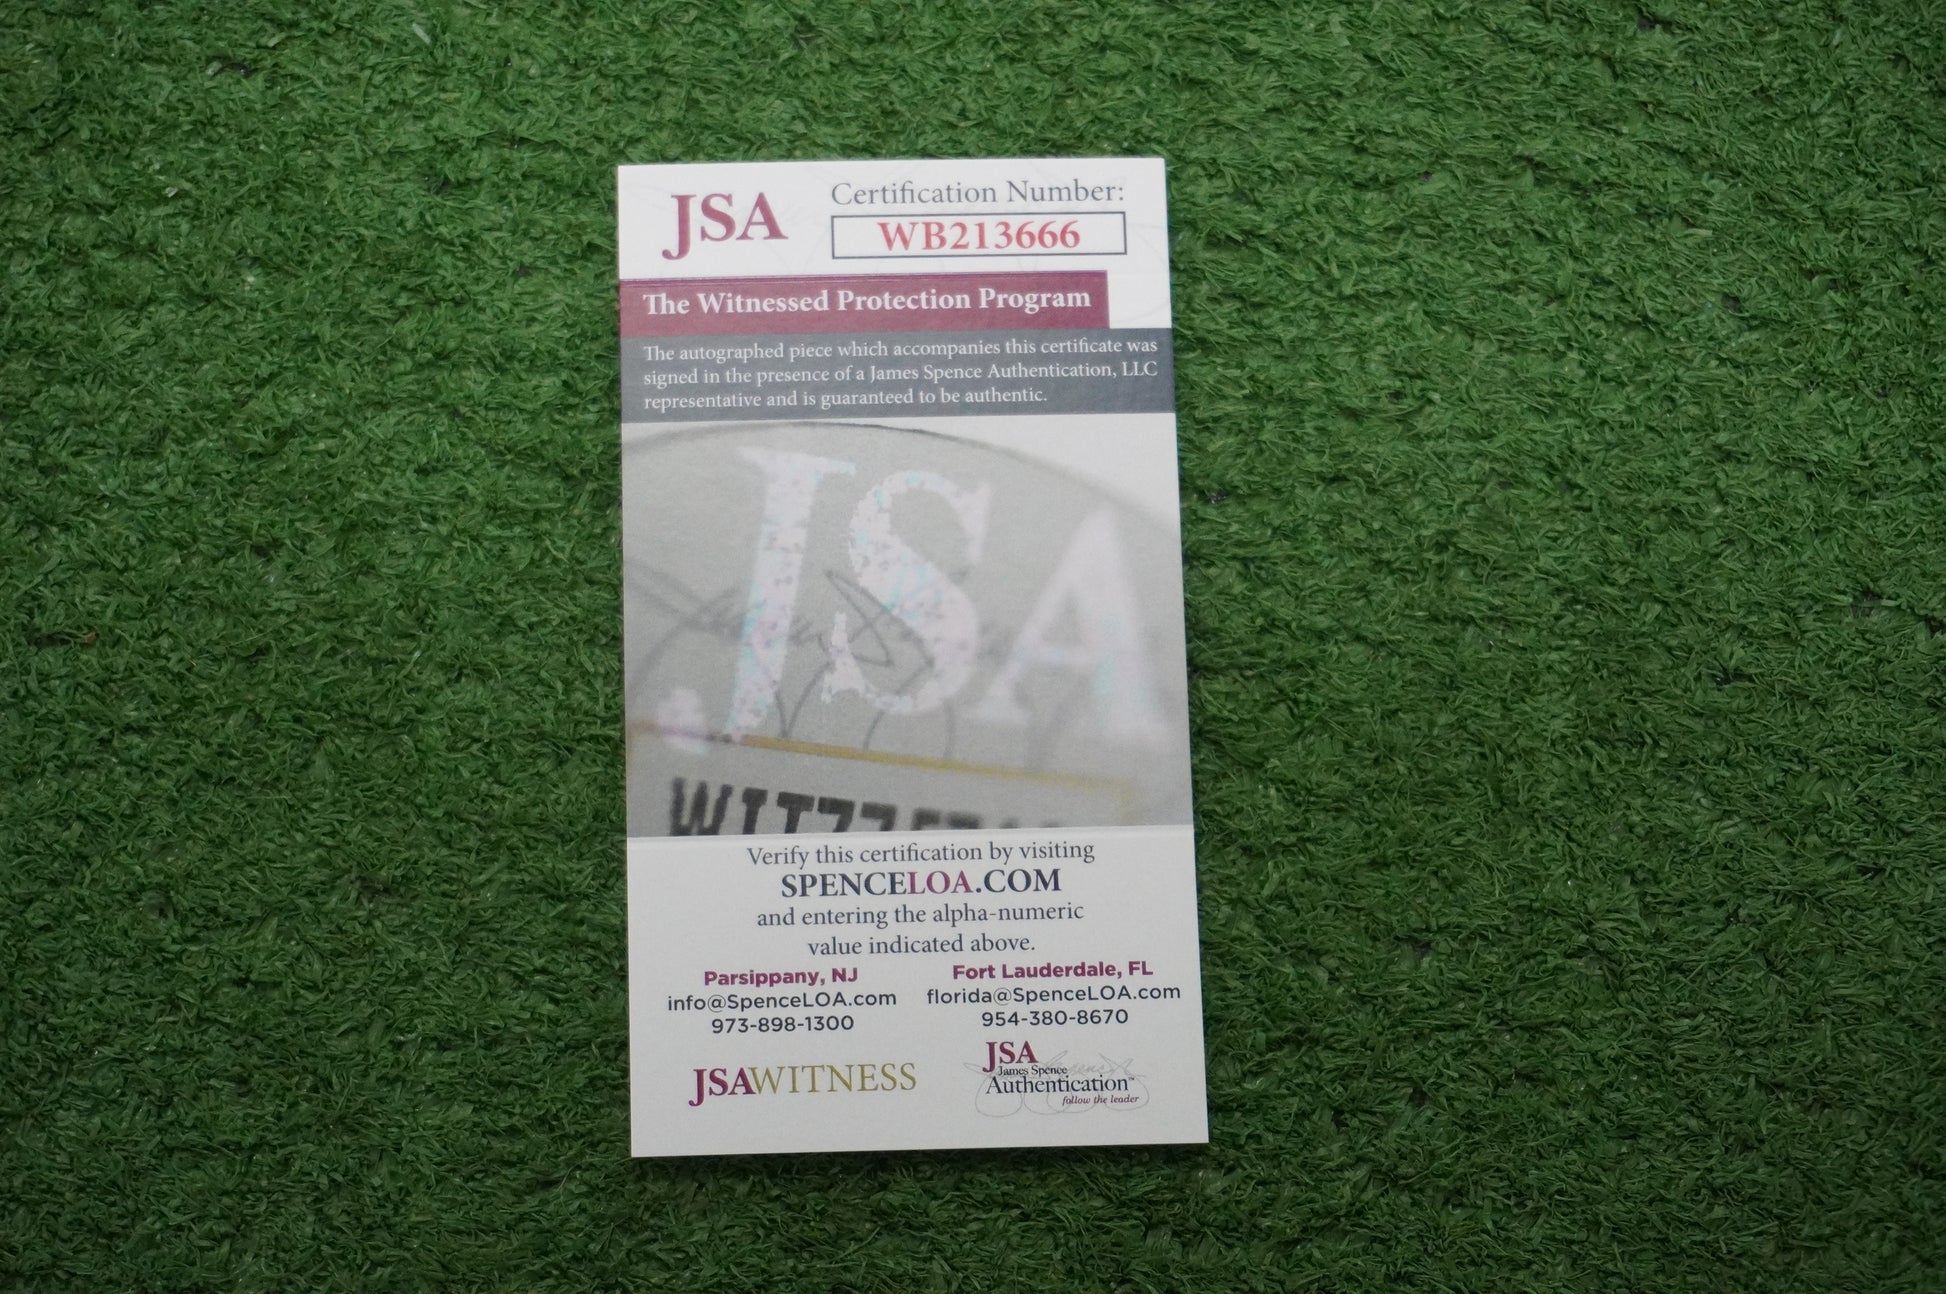 JSA
Certification Number:
WB213666
The Witnessed Protection Program
The autographed piece which accompanies this certificate was
signed in the presence of a James Spence Authentication, LLC
representative and is guaranteed to be authentic.
JSA
Verify this certification by visiting
SPENCELOA.COM
and entering the alpha-numeric
value indicated above.
Parsippany, NJ
info@SpenceLOA.com
973-898-1300
Fort Lauderdale, FL
florida@SpenceLOA.com
954-380-8670
JSAWITNESS
JSA
James Spence
Authentication™
follow the leader